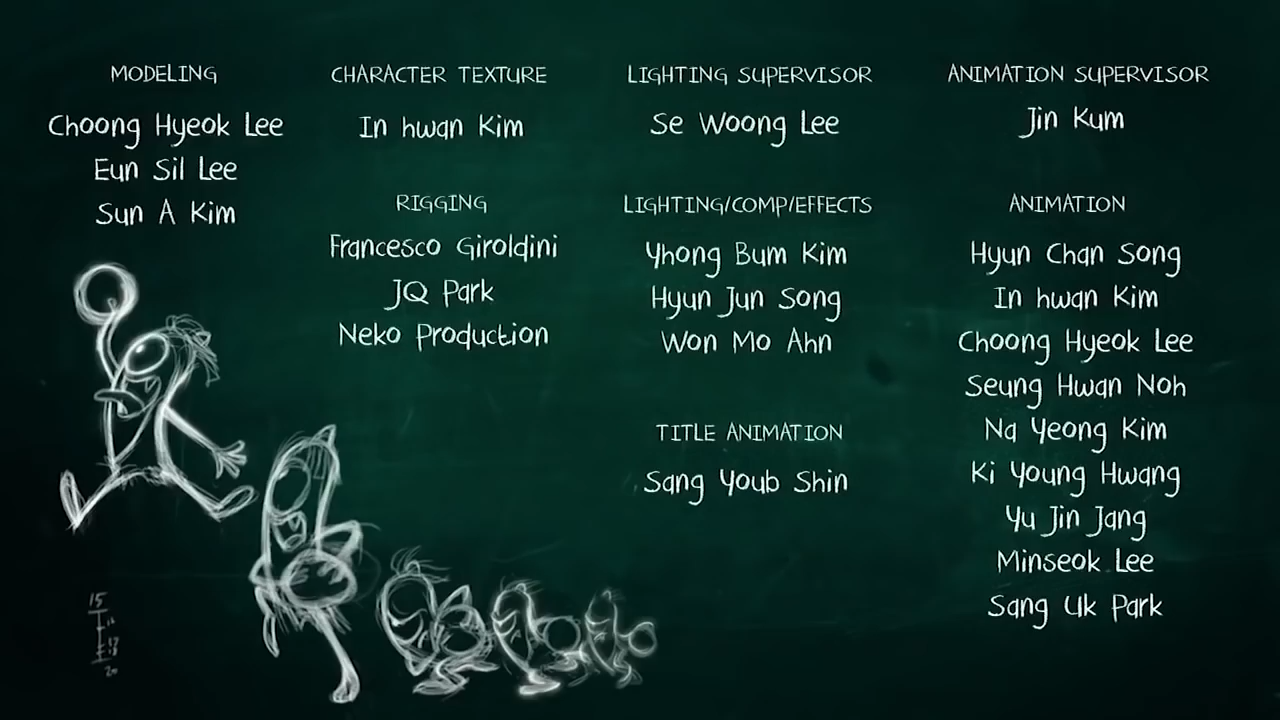 MODELING
Choong Hyeok Lee
Eun Sil Lee
Sun A Kim
CHARACTER TEXTURE
In hwan Kim
RIGGING
Francesco Giroldini
JQ Park
Neko Production
LIGHTING SUPERVISOR
Se Woong Lee
LIGHTING/COMP/EFFECTS
Yhong Bum Kim
Hyun Jun Song
Won Mo Ahn
TITLE ANIMATION
Sang Youb Shin
ANIMATION SUPERVISOR
Jin Kum
ANIMATION
Hyun Chan Song
In hwan Kim
Choong Hyeok Lee
Seung Hwan Noh
Na Yeong Kim
Ki Young Hwang
Yu Jin Jang
Minseok Lee
Sang Uk Park
15
20